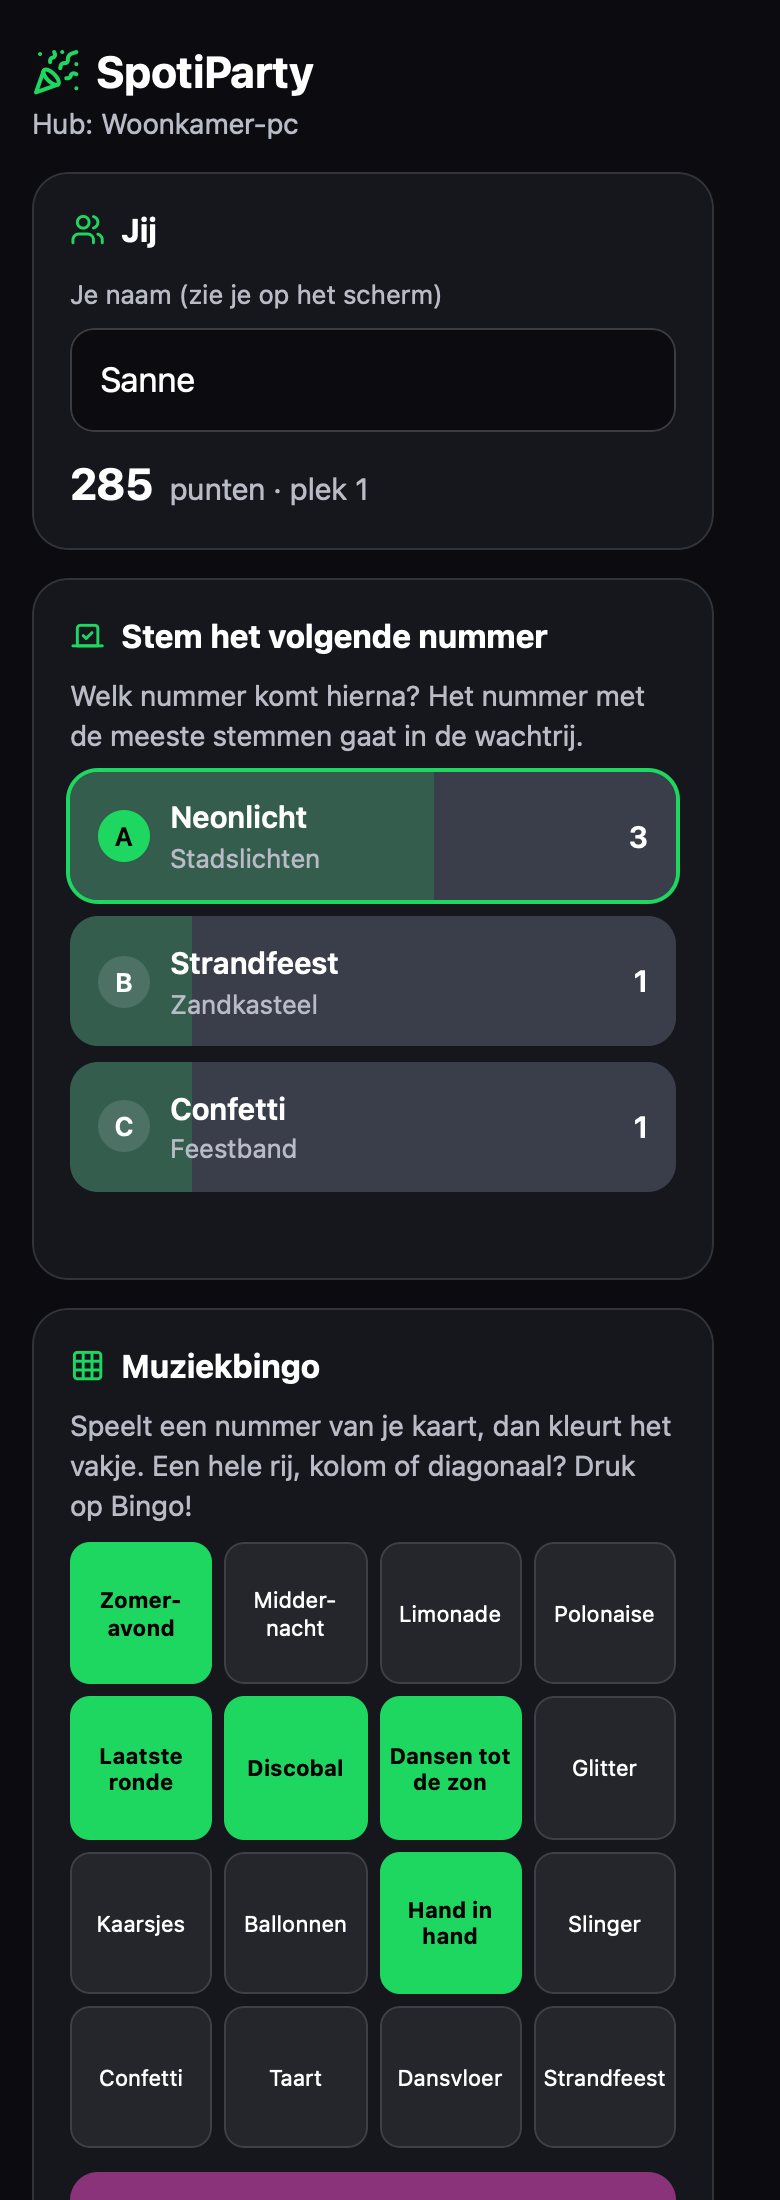 SpotiParty
Hub: Woonkamer-pc
Jij
Je naam (zie je op het scherm)
Sanne
285 punten · plek 1
Stem het volgende nummer
Welk nummer komt hierna? Het nummer met
de meeste stemmen gaat in de wachtrij.
A Neonlicht 3
Stadslichten
B Strandfeest 1
Zandkasteel
C Confetti 1
Feestband
Muziekbingo
Speelt een nummer van je kaart, dan kleurt het
vakje. Een hele rij, kolom of diagonaal? Druk
op Bingo!
Zomer-
avond
Midder-
nacht
Limonade
Polonaise
Laatste
ronde
Discobal
Dansen tot
de zon
Glitter
Kaarsjes
Ballonnen
Hand in
hand
Slinger
Confetti
Taart
Dansvloer
Strandfeest